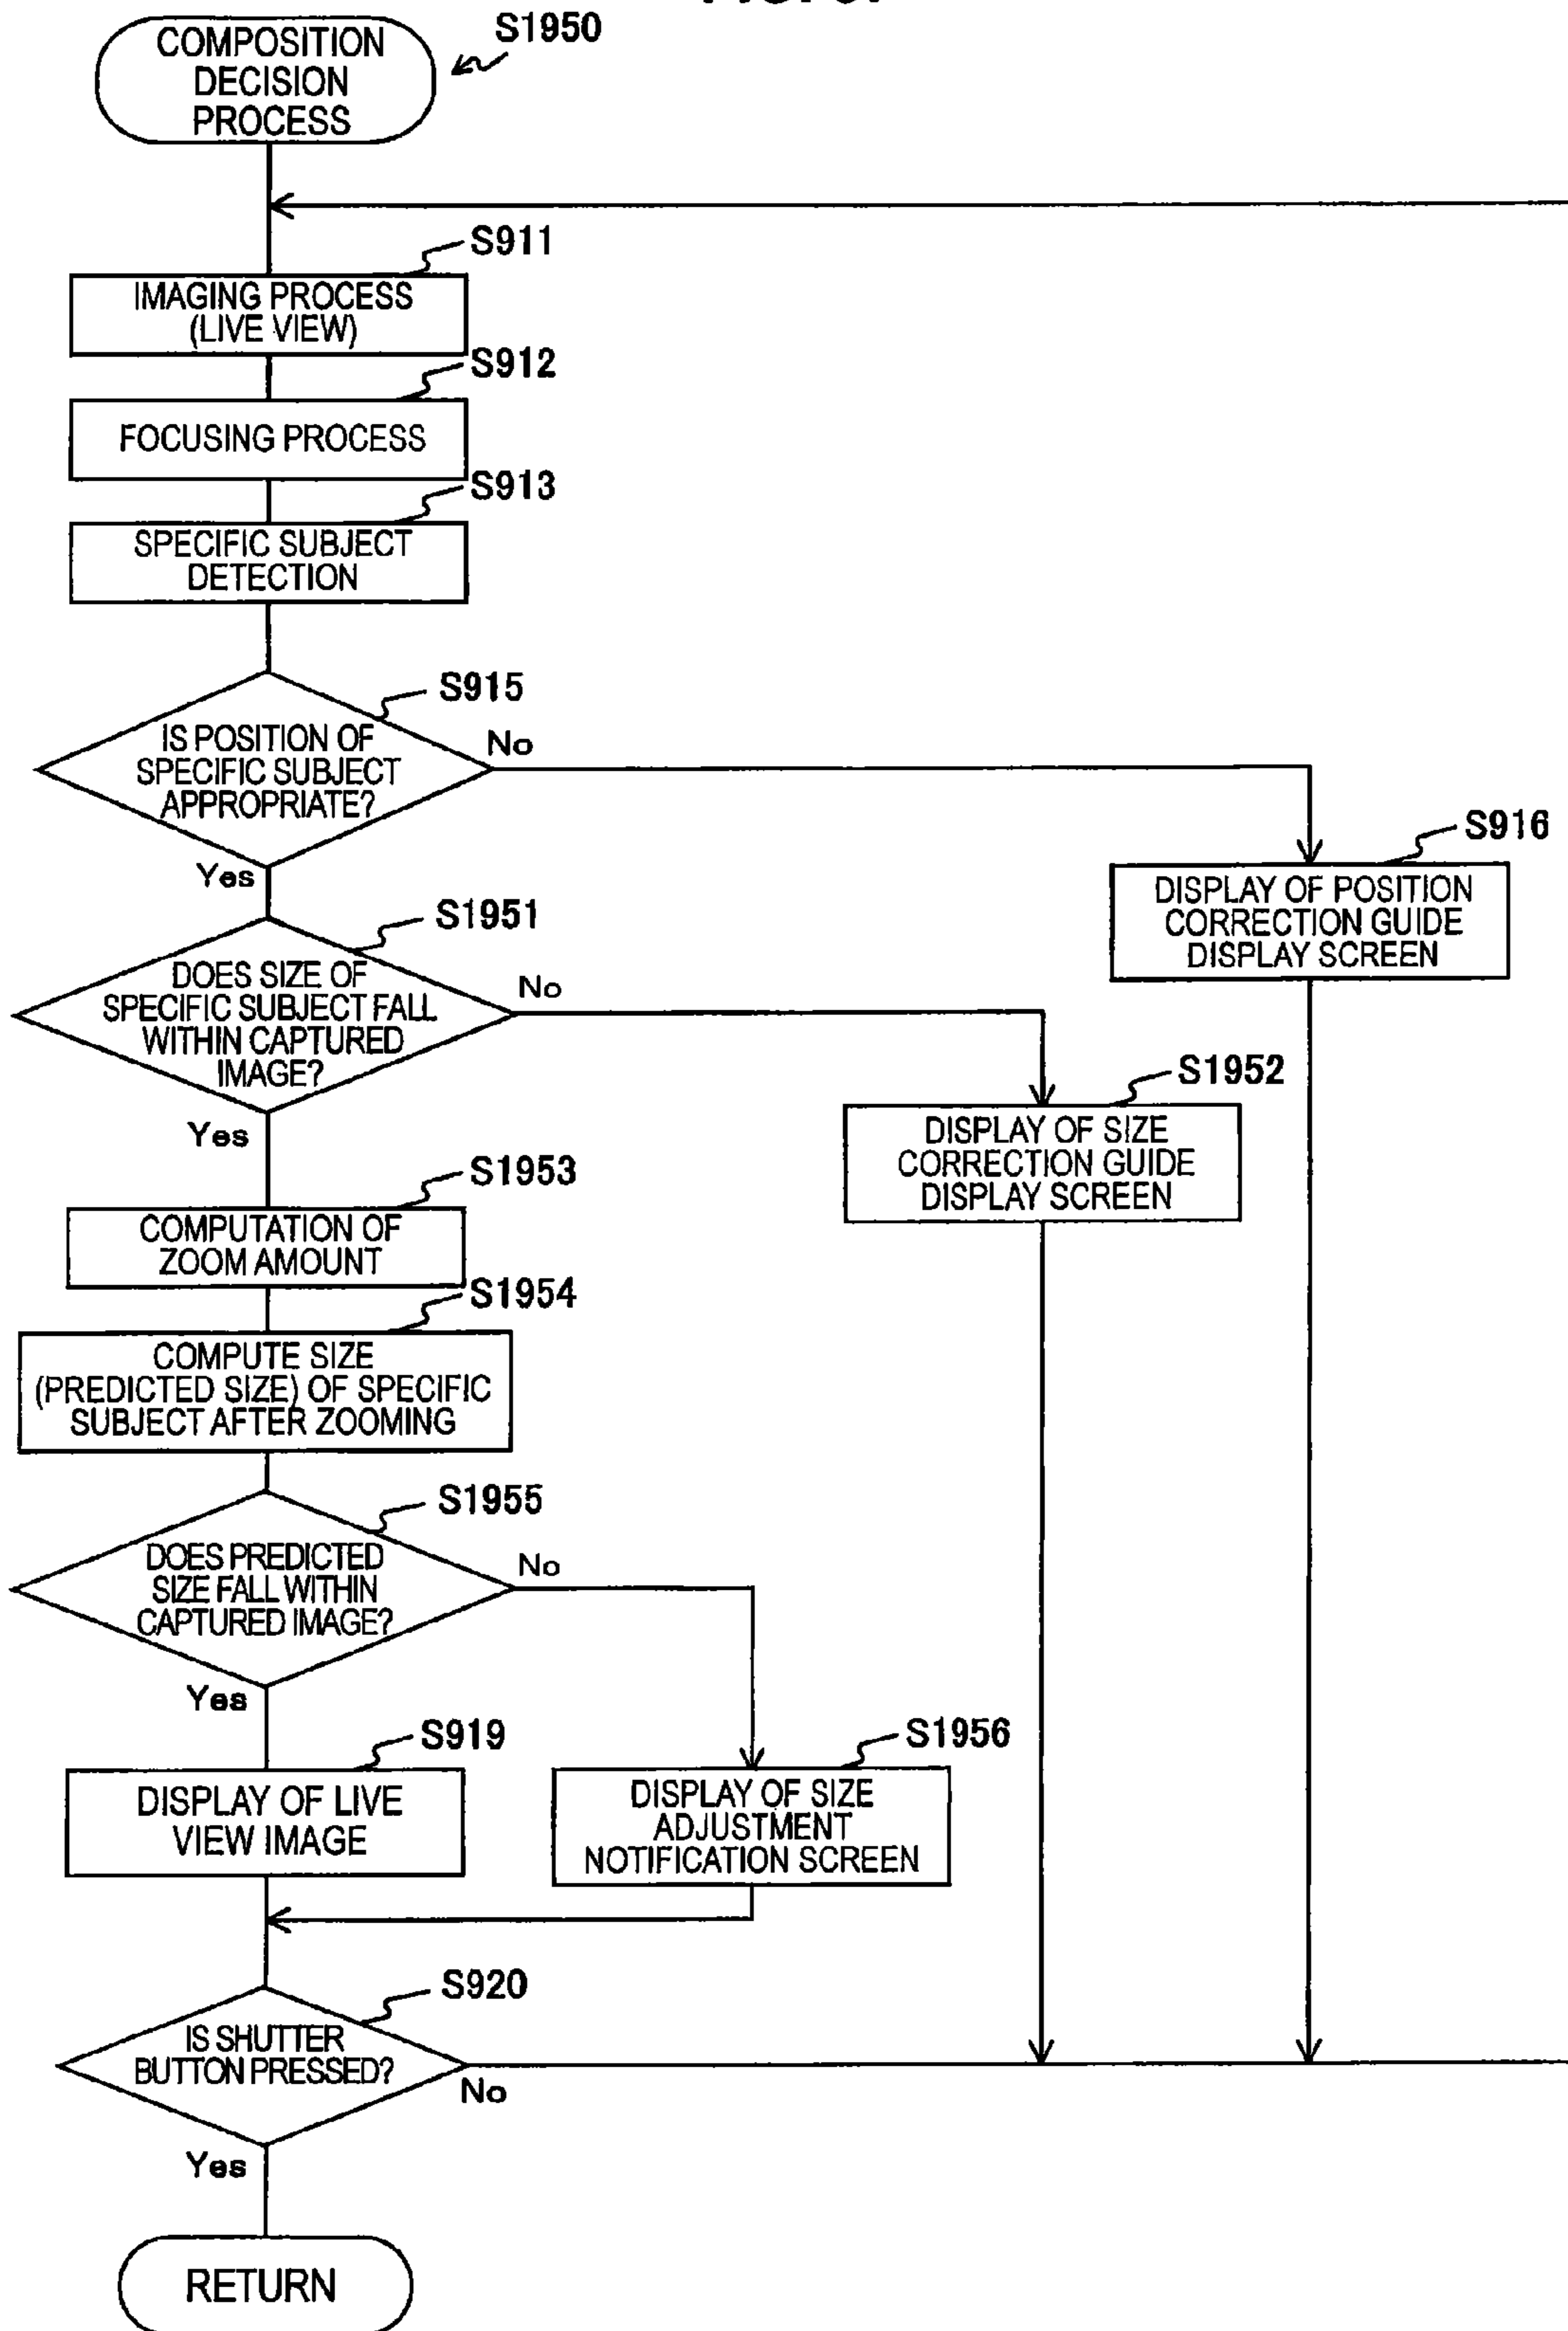 COMPOSITION
DECISION
PROCESS
S1950
S911
IMAGING PROCESS
(LIVE VIEW)
S912
FOCUSING PROCESS
S913
SPECIFIC SUBJECT
DETECTION
S915
IS POSITION OF
SPECIFIC SUBJECT
APPROPRIATE?
No
Yes
S916
DISPLAY OF POSITION
CORRECTION GUIDE
DISPLAY SCREEN
S1951
DOES SIZE OF
SPECIFIC SUBJECT FALL
WITHIN CAPTURED
IMAGE?
No
Yes
S1952
DISPLAY OF SIZE
CORRECTION GUIDE
DISPLAY SCREEN
S1953
COMPUTATION OF
ZOOM AMOUNT
S1954
COMPUTE SIZE
(PREDICTED SIZE) OF SPECIFIC
SUBJECT AFTER ZOOMING
S1955
DOES PREDICTED
SIZE FALL WITHIN
CAPTURED IMAGE?
No
Yes
S919
DISPLAY OF LIVE
VIEW IMAGE
S1956
DISPLAY OF SIZE
ADJUSTMENT
NOTIFICATION SCREEN
S920
IS SHUTTER
BUTTON PRESSED?
No
Yes
RETURN